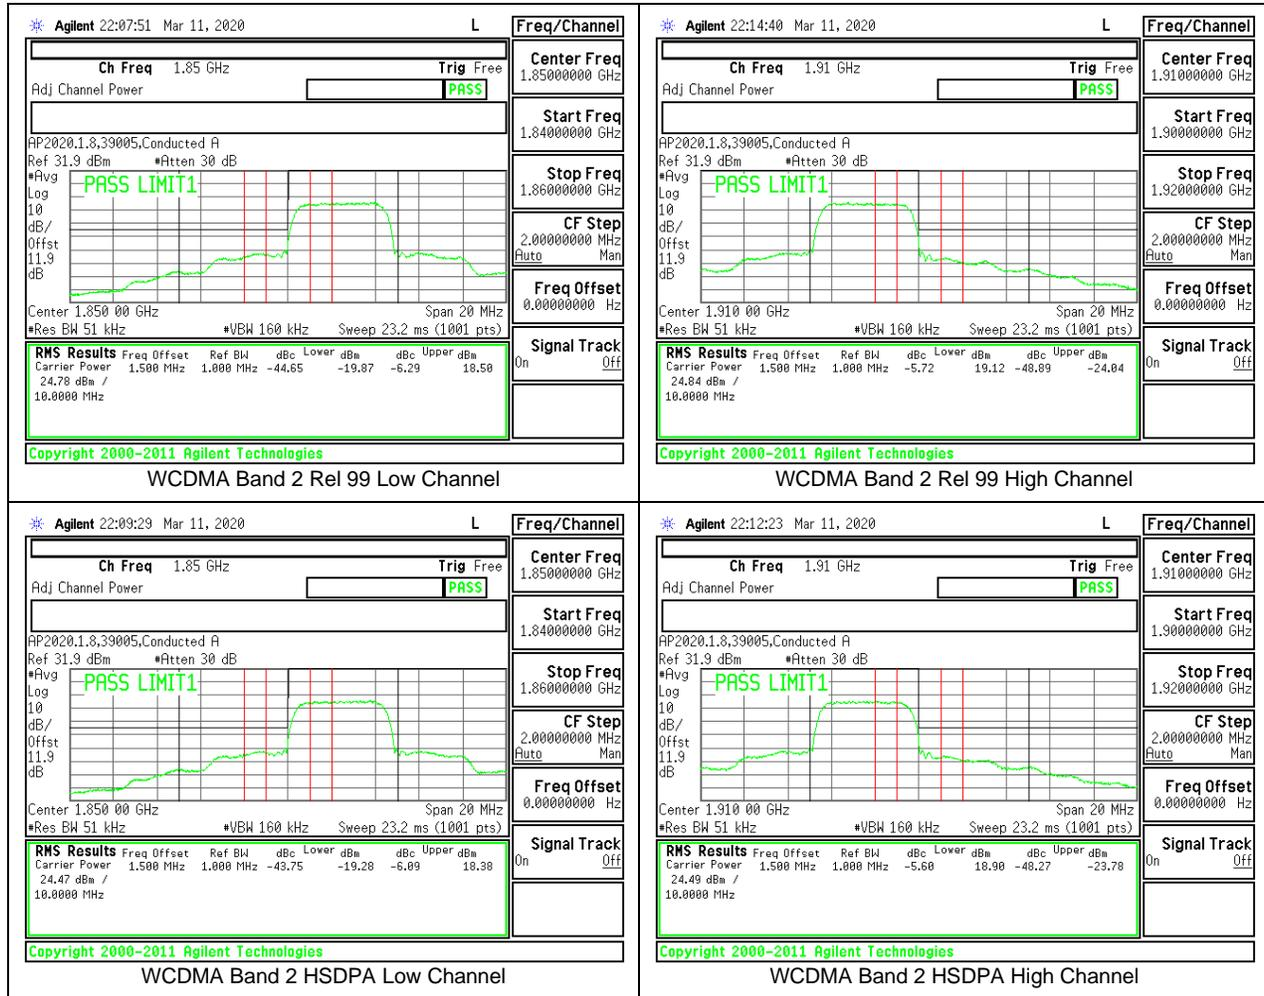 Agilent 22:07:51 Mar 11, 2020 L Freq/Channel
Ch Freq 1.85 GHz Trig Free
Adj Channel Power PASS
Center Freq
1.85000000 GHz
Start Freq
1.84000000 GHz
AP2020.1.8,39005,Conducted A
Ref 31.9 dBm #Atten 30 dB
Stop Freq
1.86000000 GHz
#Avg
Log
10
dB/
Offst
11.9
dB
PASS LIMIT1
CF Step
2.00000000 MHz
Auto Man
Freq Offset
0.00000000 Hz
Center 1.850 00 GHz Span 20 MHz
#Res BW 51 kHz #VBW 160 kHz Sweep 23.2 ms (1001 pts)
Signal Track
On Off
RMS Results Freq Offset Ref BW dBc Lower dBm dBc Upper dBm
Carrier Power 1.500 MHz 1.000 MHz -44.65 -19.87 -6.29 18.50
24.78 dBm /
10.0000 MHz
Copyright 2000-2011 Agilent Technologies
WCDMA Band 2 Rel 99 Low Channel
Agilent 22:14:40 Mar 11, 2020 L Freq/Channel
Ch Freq 1.91 GHz Trig Free
Adj Channel Power PASS
Center Freq
1.91000000 GHz
Start Freq
1.90000000 GHz
AP2020.1.8,39005,Conducted A
Ref 31.9 dBm #Atten 30 dB
Stop Freq
1.92000000 GHz
#Avg
Log
10
dB/
Offst
11.9
dB
PASS LIMIT1
CF Step
2.00000000 MHz
Auto Man
Freq Offset
0.00000000 Hz
Center 1.910 00 GHz Span 20 MHz
#Res BW 51 kHz #VBW 160 kHz Sweep 23.2 ms (1001 pts)
Signal Track
On Off
RMS Results Freq Offset Ref BW dBc Lower dBm dBc Upper dBm
Carrier Power 1.500 MHz 1.000 MHz -5.72 19.12 -48.89 -24.04
24.84 dBm /
10.0000 MHz
Copyright 2000-2011 Agilent Technologies
WCDMA Band 2 Rel 99 High Channel
Agilent 22:09:29 Mar 11, 2020 L Freq/Channel
Ch Freq 1.85 GHz Trig Free
Adj Channel Power PASS
Center Freq
1.85000000 GHz
Start Freq
1.84000000 GHz
AP2020.1.8,39005,Conducted A
Ref 31.9 dBm #Atten 30 dB
Stop Freq
1.86000000 GHz
#Avg
Log
10
dB/
Offst
11.9
dB
PASS LIMIT1
CF Step
2.00000000 MHz
Auto Man
Freq Offset
0.00000000 Hz
Center 1.850 00 GHz Span 20 MHz
#Res BW 51 kHz #VBW 160 kHz Sweep 23.2 ms (1001 pts)
Signal Track
On Off
RMS Results Freq Offset Ref BW dBc Lower dBm dBc Upper dBm
Carrier Power 1.500 MHz 1.000 MHz -43.75 -19.28 -6.09 18.38
24.47 dBm /
10.0000 MHz
Copyright 2000-2011 Agilent Technologies
WCDMA Band 2 HSDPA Low Channel
Agilent 22:12:23 Mar 11, 2020 L Freq/Channel
Ch Freq 1.91 GHz Trig Free
Adj Channel Power PASS
Center Freq
1.91000000 GHz
Start Freq
1.90000000 GHz
AP2020.1.8,39005,Conducted A
Ref 31.9 dBm #Atten 30 dB
Stop Freq
1.92000000 GHz
#Avg
Log
10
dB/
Offst
11.9
dB
PASS LIMIT1
CF Step
2.00000000 MHz
Auto Man
Freq Offset
0.00000000 Hz
Center 1.910 00 GHz Span 20 MHz
#Res BW 51 kHz #VBW 160 kHz Sweep 23.2 ms (1001 pts)
Signal Track
On Off
RMS Results Freq Offset Ref BW dBc Lower dBm dBc Upper dBm
Carrier Power 1.500 MHz 1.000 MHz -5.60 18.90 -48.27 -23.78
24.49 dBm /
10.0000 MHz
Copyright 2000-2011 Agilent Technologies
WCDMA Band 2 HSDPA High Channel